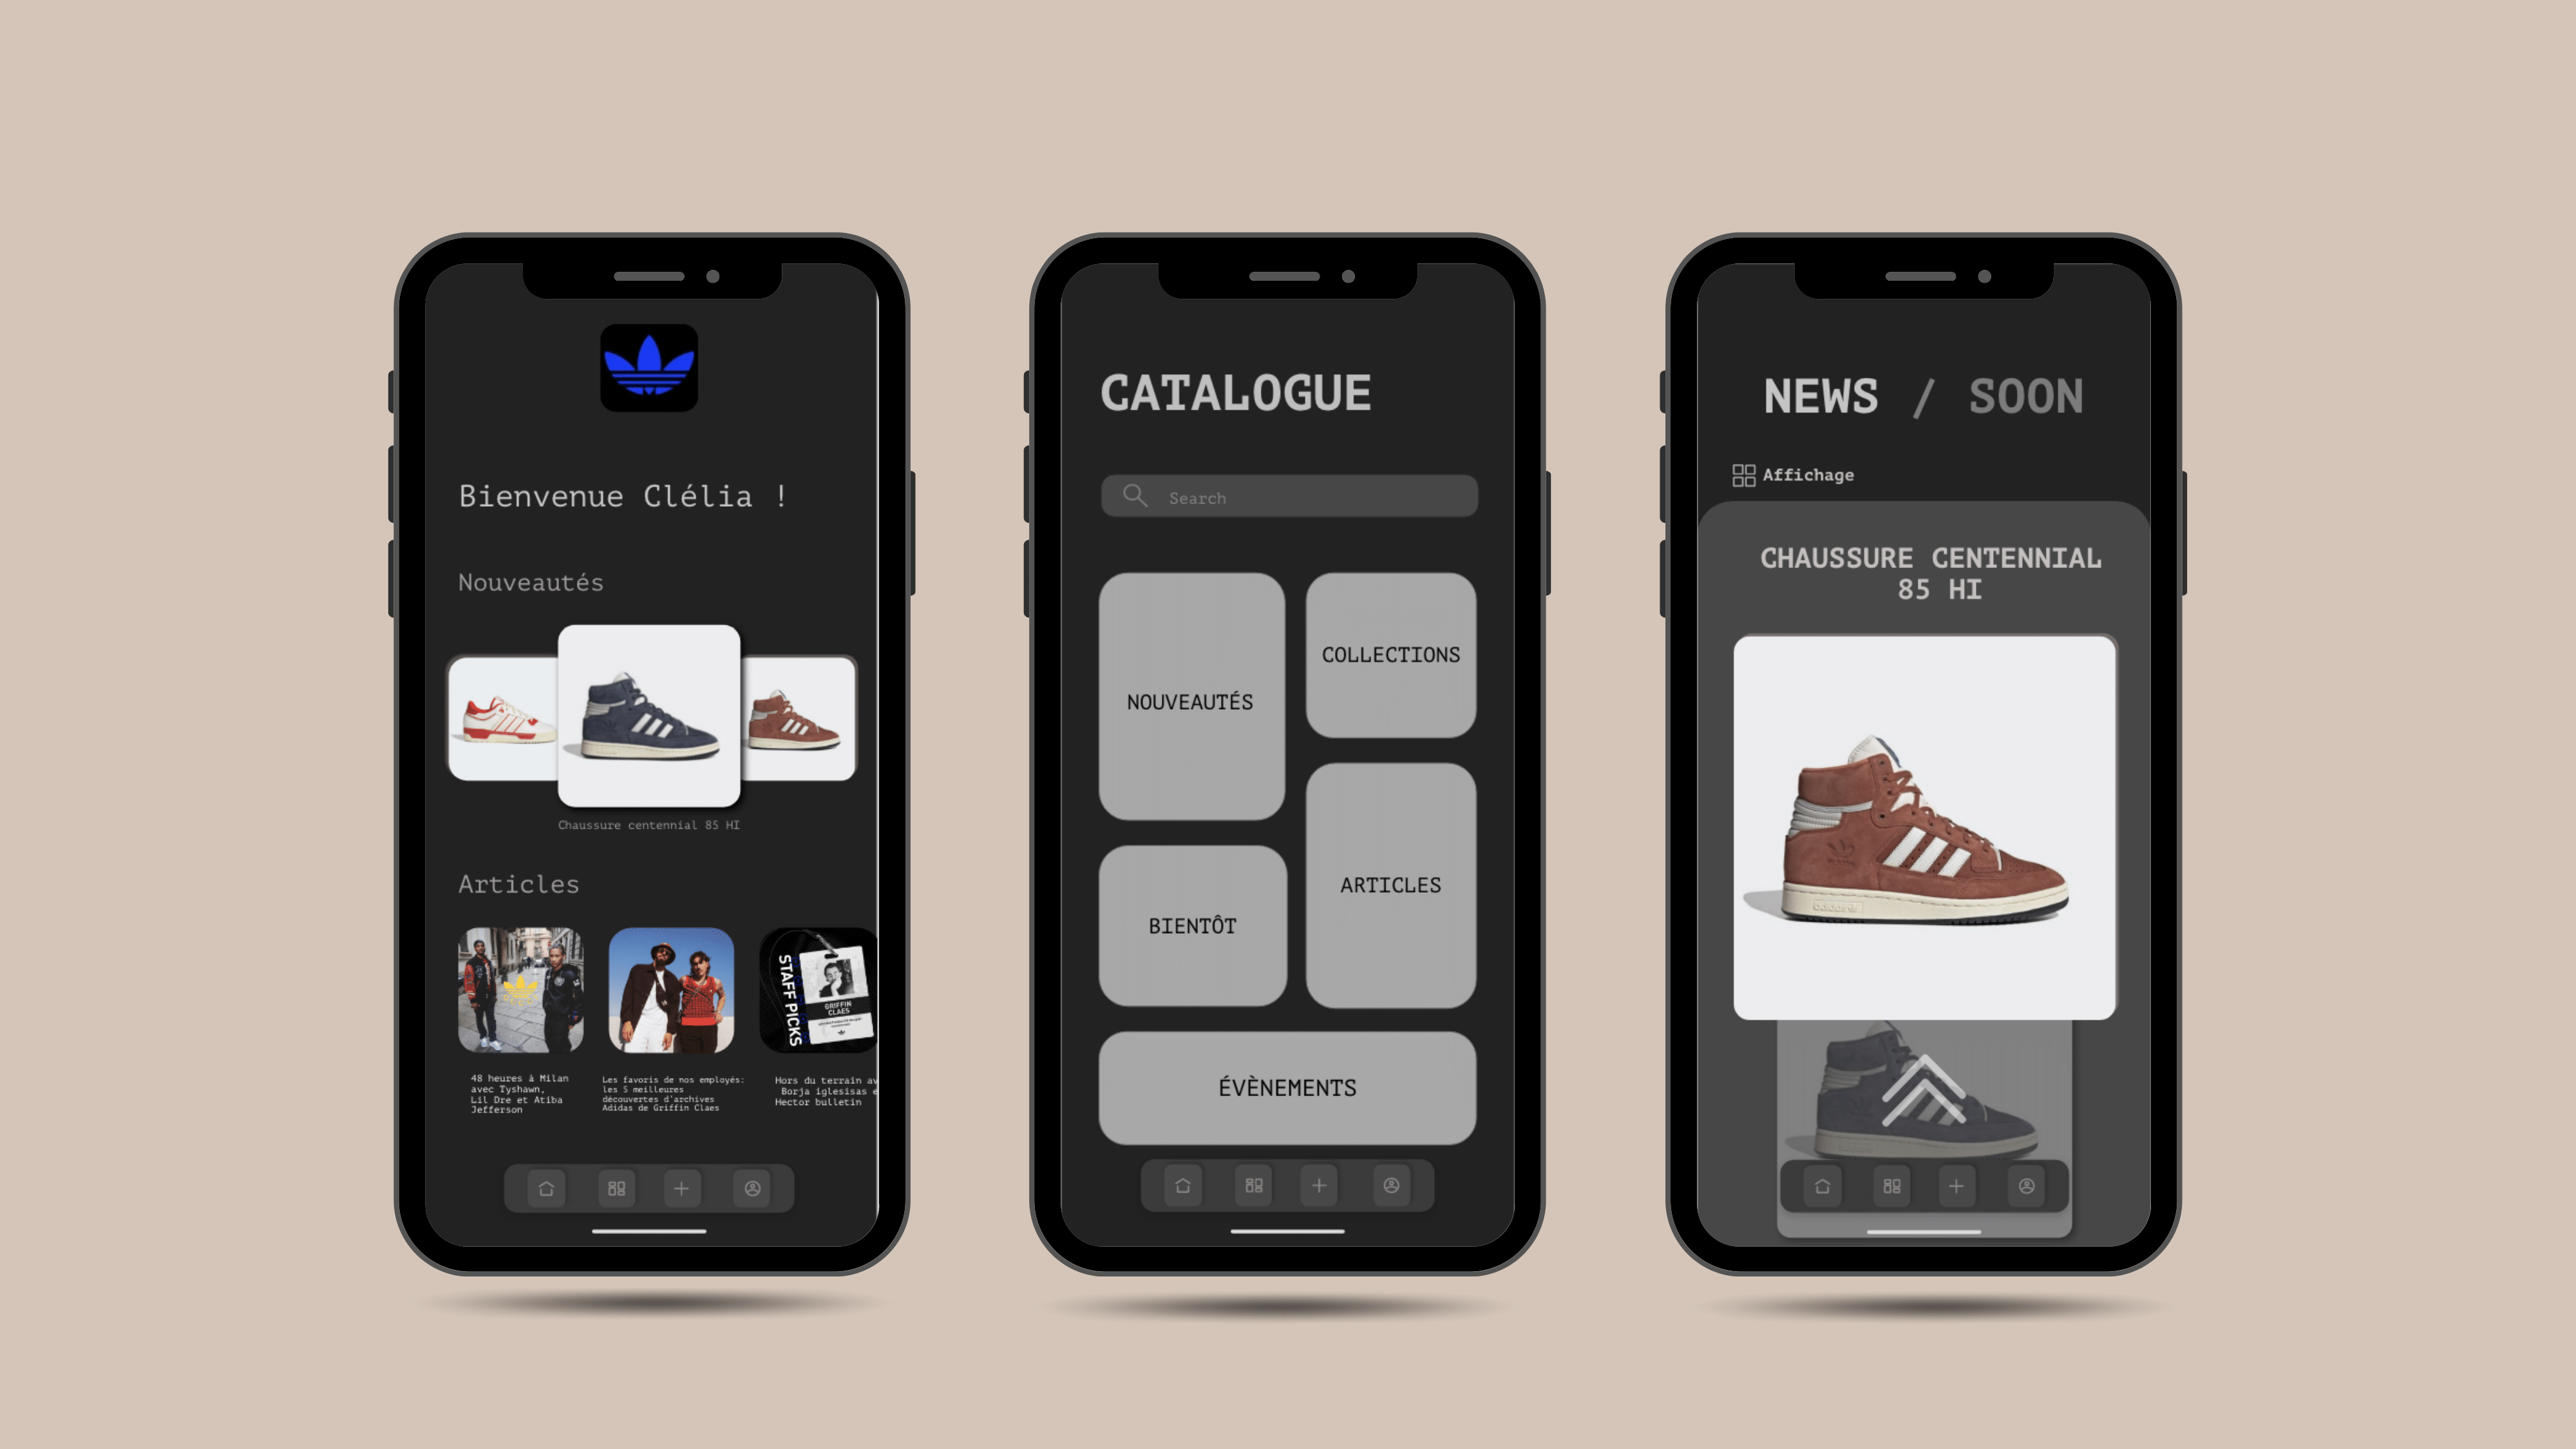 Bienvenue Clélia !
Nouveautés
Chaussure centennial 85 HI
Articles
STAFF PICKS
GRIFFIN
CLAES
48 heures à Milan
avec Tyshawn,
Lil Dre et Atiba
Jefferson
Les favoris de nos employés:
les 5 meilleures
découvertes d'archives
Adidas de Griffin Claes
Hors du terrain av
Borja iglesisas e
Hector bulletin
CATALOGUE
Search
NOUVEAUTÉS
COLLECTIONS
BIENTÔT
ARTICLES
ÉVÈNEMENTS
NEWS / SOON
Affichage
CHAUSSURE CENTENNIAL
85 HI
adidas